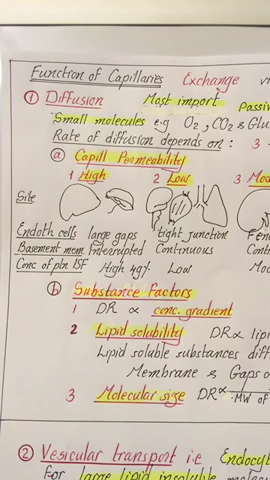 Function of Capillaries Exchange
① Diffusion Most import Passiv
Small molecules e.g O₂, CO₂ & Glu
Rate of diffusion depends on: 3
ⓐ Capill Permeability
1 High 2 Low 3 Mod
Site
Endoth cells large gaps tight junction Fen
Basement mem. Interrupted Continuous Cont
Conc of ptn ISF High 4g% Low Mod
ⓑ Substance Factors
1 DR ∝ conc. gradient
2 Lipid solubility DR ∝ lip
Lipid soluble substances diff
Membrane & Gaps o
3 Molecular size DR ∝ MW of
② Vesicular transport i.e Endocyt
For large lipid insoluble